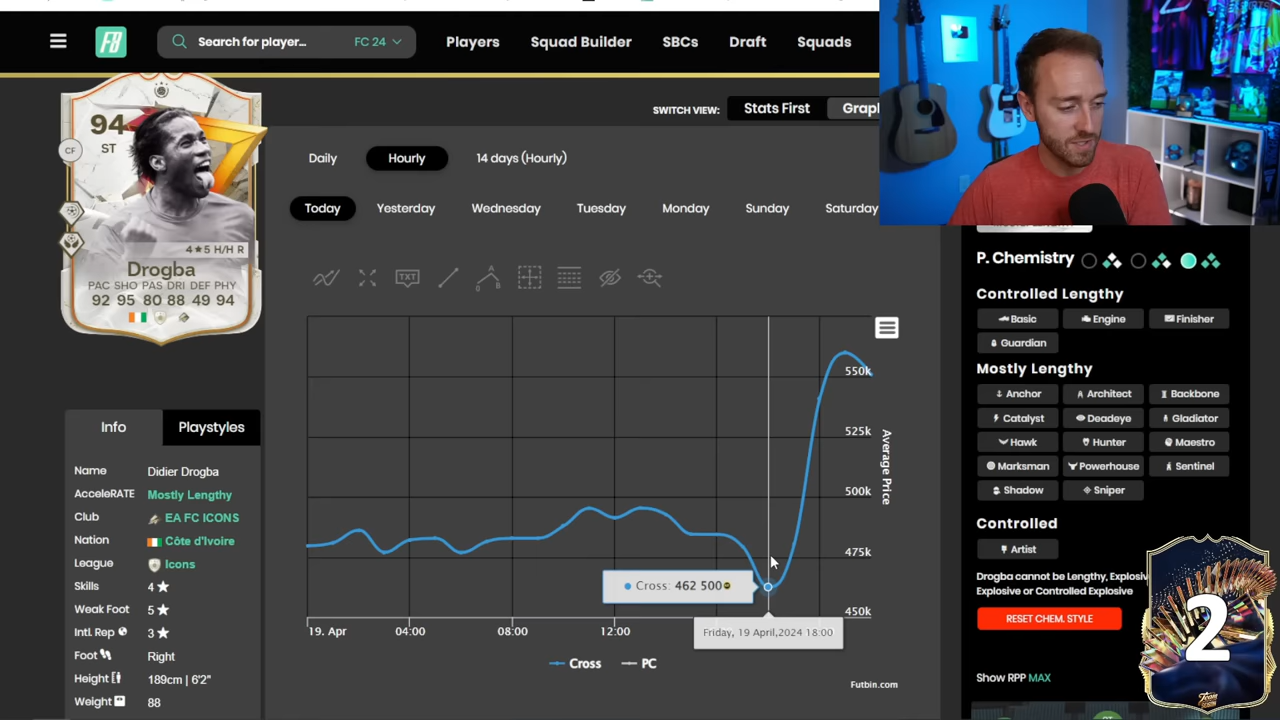 FB
Search for player...
FC 24
Players
Squad Builder
SBCs
Draft
Squads
94
ST
CF
4★5 H/H R
Drogba
PAC SHO PAS DRI DEF PHY
92 95 80 88 49 94
SWITCH VIEW:
Stats First
Grap
Daily
Hourly
14 days (Hourly)
Today
Yesterday
Wednesday
Tuesday
Monday
Sunday
Saturday
TXT
550k
525k
500k
475k
450k
Average Price
Cross: 462 500
19. Apr
04:00
08:00
12:00
Friday, 19 April,2024 18:00
Cross
PC
Futbin.com
Info
Playstyles
Name Didier Drogba
AcceleRATE Mostly Lengthy
Club EA FC ICONS
Nation Côte d'Ivoire
League Icons
Skills 4★
Weak Foot 5★
Intl. Rep 3★
Foot Right
Height 189cm | 6'2"
Weight 88
P. Chemistry
Controlled Lengthy
Basic
Engine
Finisher
Guardian
Mostly Lengthy
Anchor
Architect
Backbone
Catalyst
Deadeye
Gladiator
Hawk
Hunter
Maestro
Marksman
Powerhouse
Sentinel
Shadow
Sniper
Controlled
Artist
Drogba cannot be Lengthy, Explosiv
Explosive or Controlled Explosive
RESET CHEM. STYLE
Show RPP MAX
2